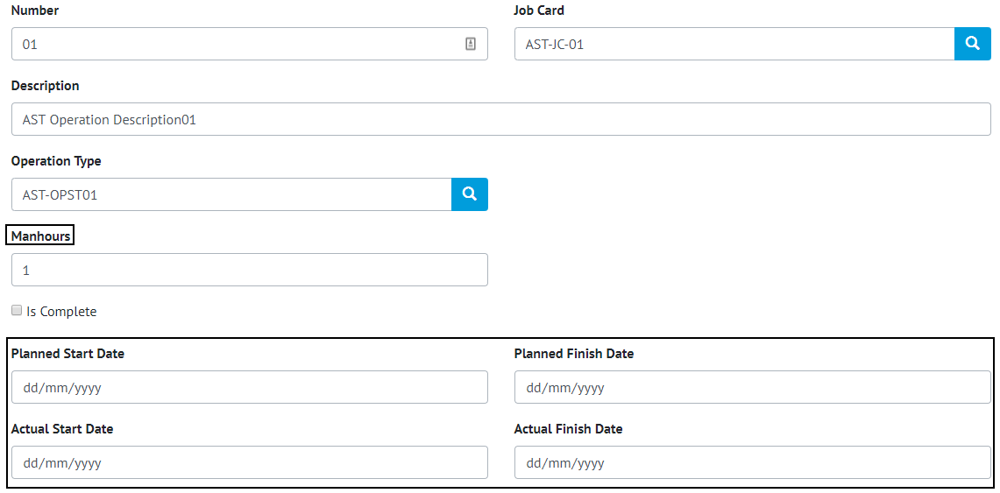 Number Job Card
01 AST-JC-01
Description
AST Operation Description01
Operation Type
AST-OPST01
Manhours
1
Is Complete
Planned Start Date Planned Finish Date
dd/mm/yyyy dd/mm/yyyy
Actual Start Date Actual Finish Date
dd/mm/yyyy dd/mm/yyyy